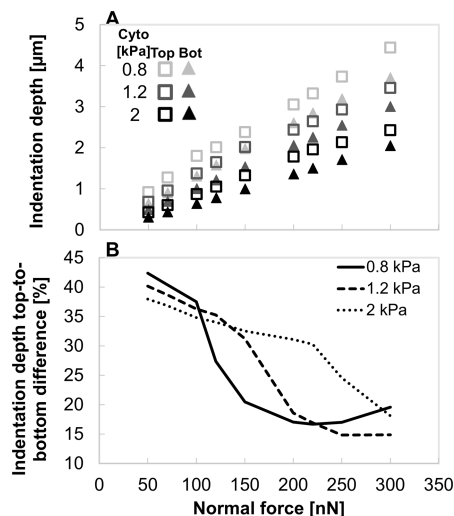 A
Cyto
[kPa] Top Bot
0.8
1.2
2
Indentation depth [µm]
5
4
3
2
1
0
B
0.8 kPa
1.2 kPa
2 kPa
Indentation depth top-to-
bottom difference [%]
45
40
35
30
25
20
15
10
0 50 100 150 200 250 300 350
Normal force [nN]